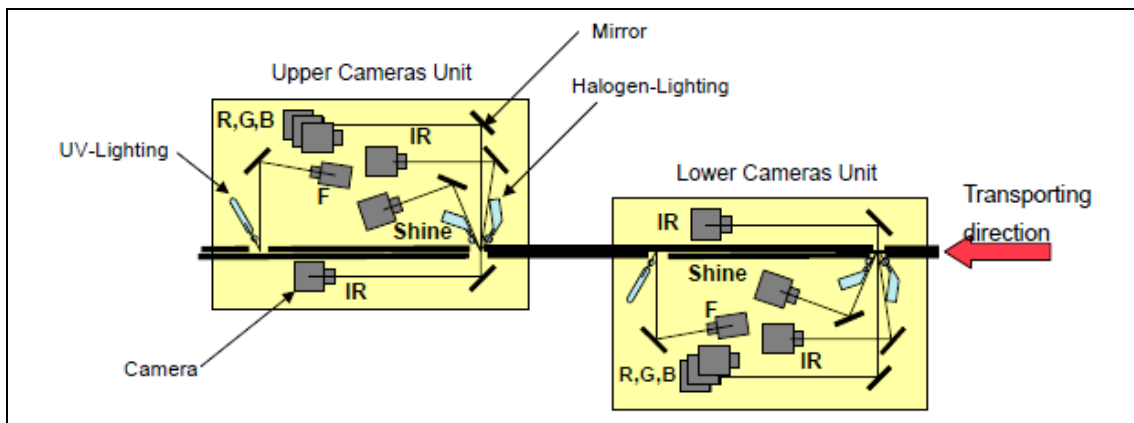 Mirror
Upper Cameras Unit
Halogen-Lighting
R,G,B
IR
UV-Lighting
F
Shine
IR
Camera
Lower Cameras Unit
Transporting
direction
IR
Shine
F
IR
R,G,B